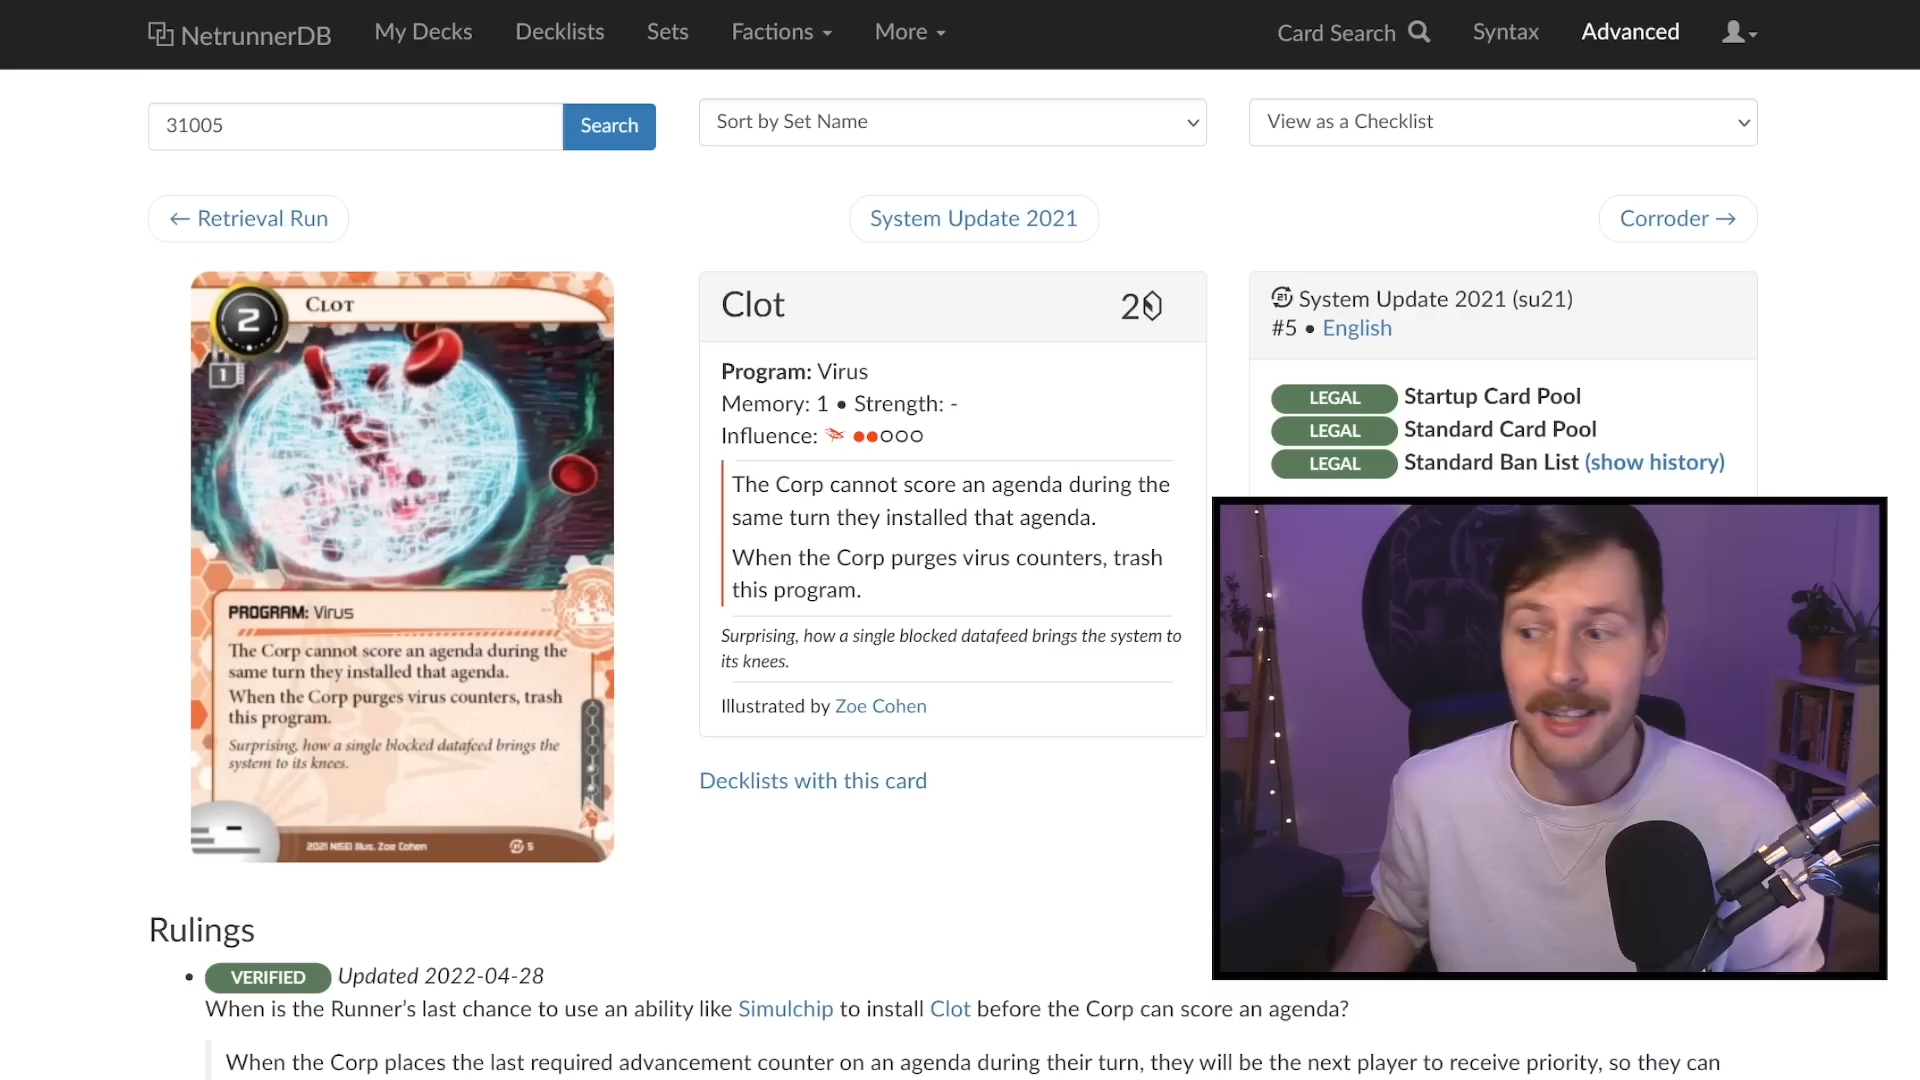 NetrunnerDB My Decks Decklists Sets Factions More Card Search Syntax Advanced
31005 Search Sort by Set Name View as a Checklist
← Retrieval Run System Update 2021 Corroder →
2 CLOT
1
PROGRAM: Virus
The Corp cannot score an agenda during the
same turn they installed that agenda.
When the Corp purges virus counters, trash
this program.
Surprising, how a single blocked datafeed brings the
system to its knees.
-
2021 NISEI Illus. Zoe Cohen 5
Clot 2
Program: Virus
Memory: 1 • Strength: -
Influence:
The Corp cannot score an agenda during the
same turn they installed that agenda.
When the Corp purges virus counters, trash
this program.
Surprising, how a single blocked datafeed brings the system to
its knees.
Illustrated by Zoe Cohen
Decklists with this card
System Update 2021 (su21)
#5 • English
LEGAL Startup Card Pool
LEGAL Standard Card Pool
LEGAL Standard Ban List (show history)
Rulings
• VERIFIED Updated 2022-04-28
When is the Runner’s last chance to use an ability like Simulchip to install Clot before the Corp can score an agenda?
When the Corp places the last required advancement counter on an agenda during their turn, they will be the next player to receive priority, so they can